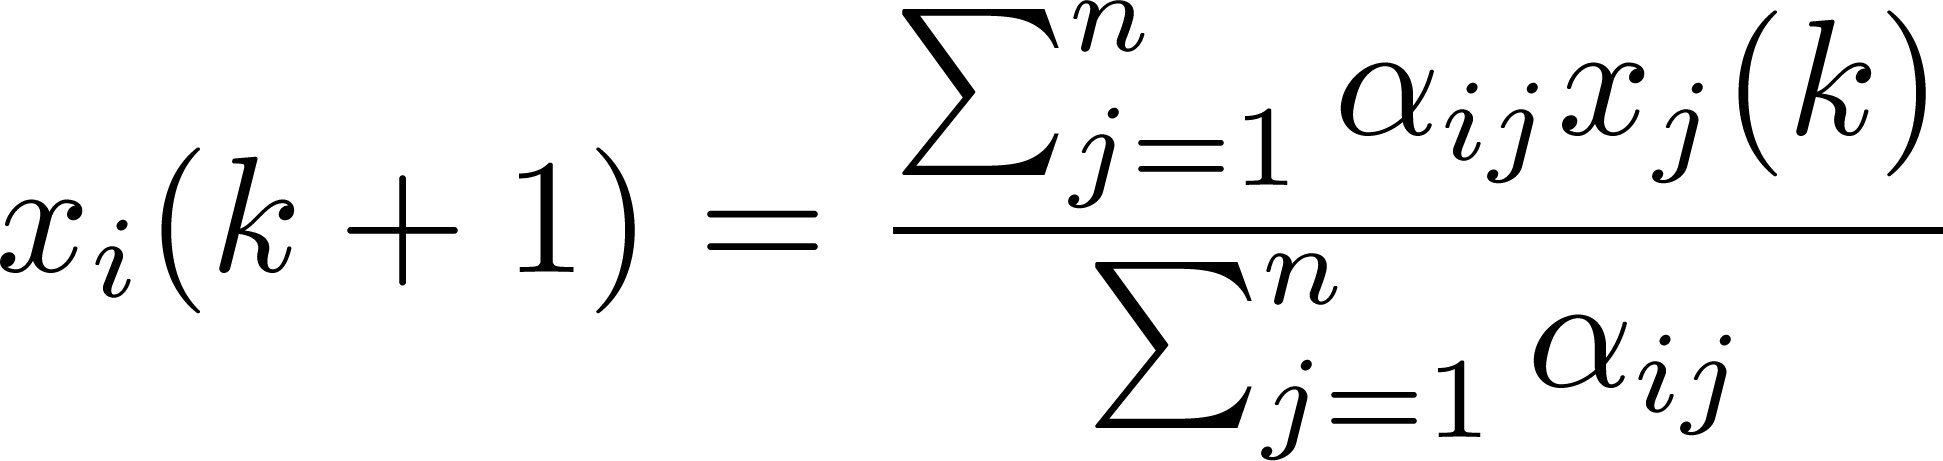 x_i(k + 1) = \frac{\sum_{j=1}^{n} \alpha_{ij} x_j(k)}{\sum_{j=1}^{n} \alpha_{ij}}